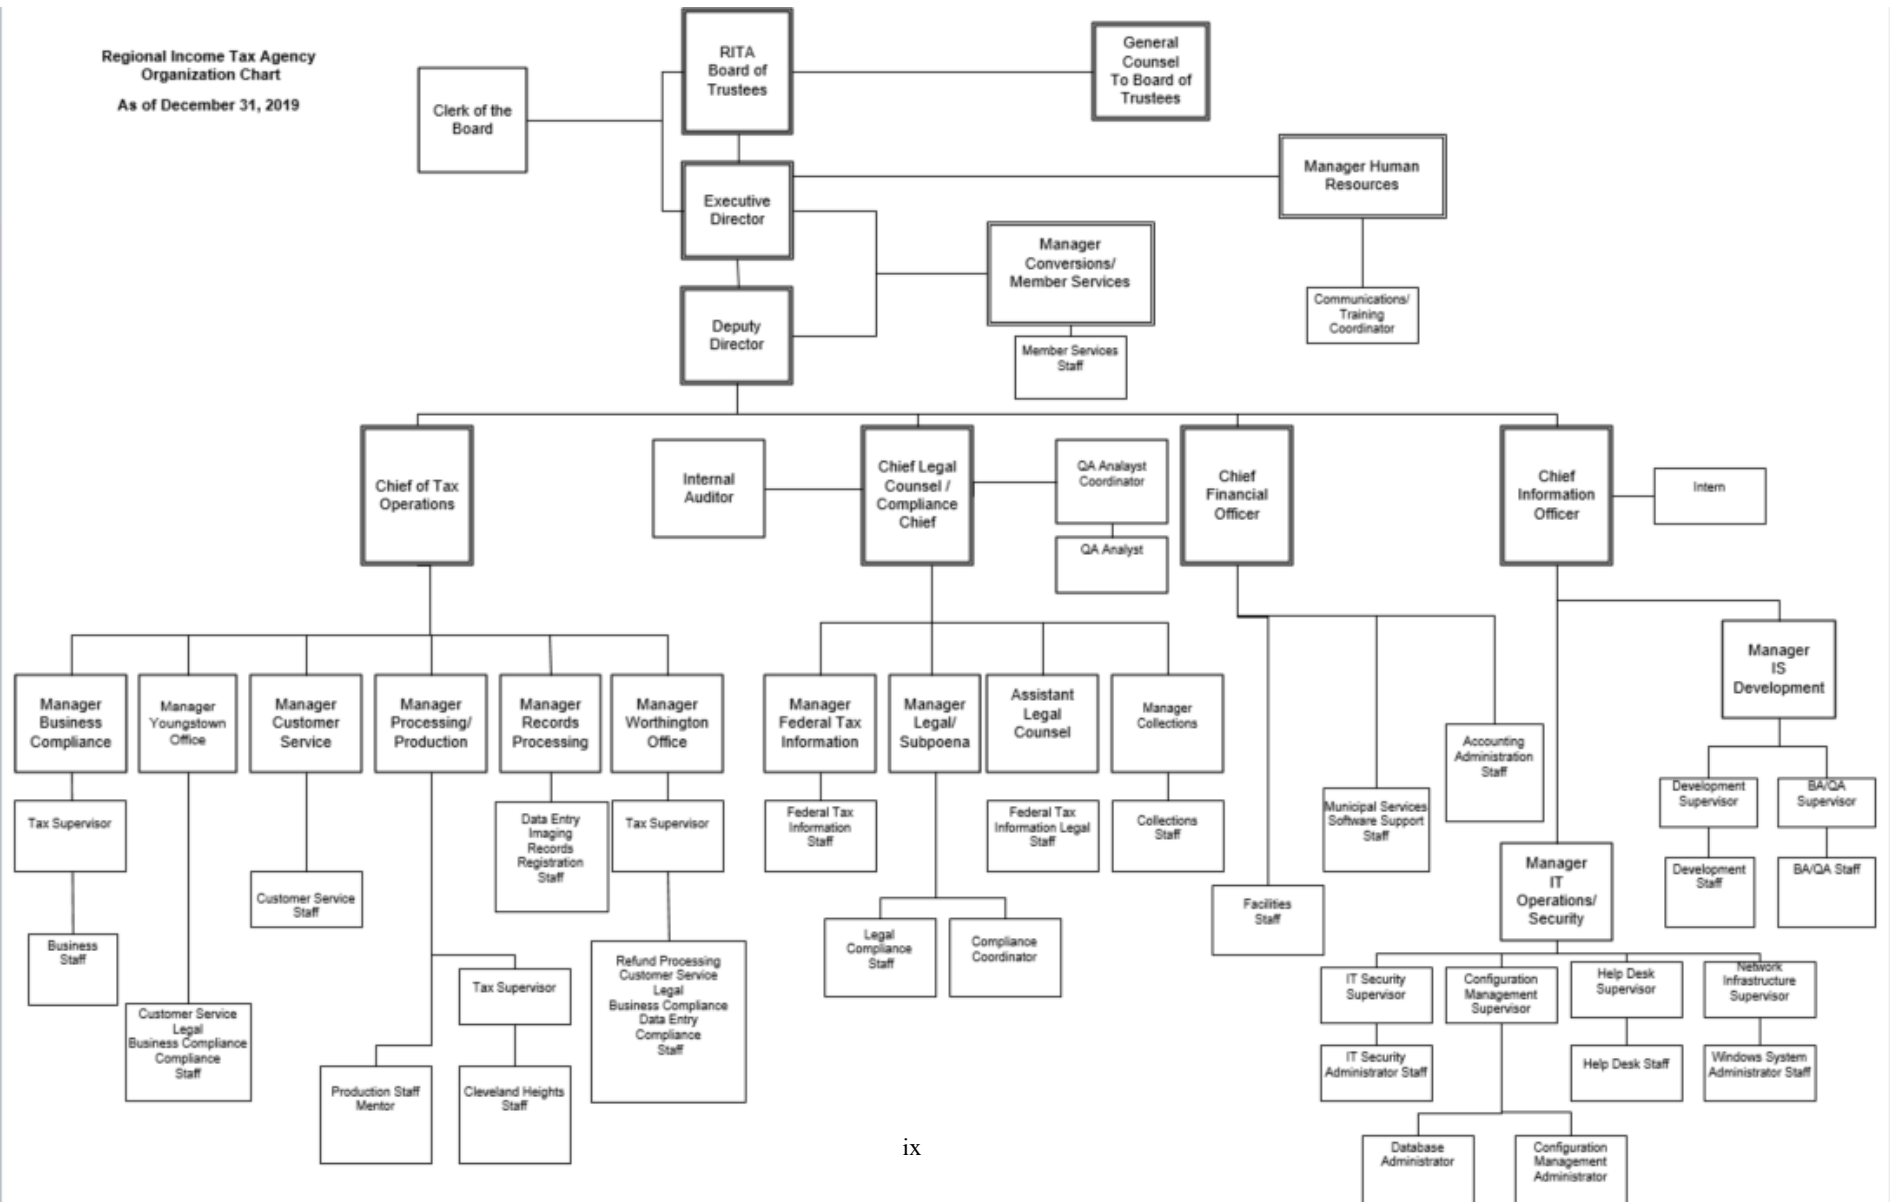 Regional Income Tax Agency
Organization Chart
As of December 31, 2019
RITA
Board of
Trustees
General
Counsel
To Board of
Trustees
Clerk of the
Board
Manager Human
Resources
Executive
Director
Manager
Conversions/
Member Services
Communications/
Training
Coordinator
Deputy
Director
Member Services
Staff
Chief of Tax
Operations
Internal
Auditor
Chief Legal
Counsel /
Compliance
Chief
QA Analayst
Coordinator
QA Analyst
Chief
Financial
Officer
Chief
Information
Officer
Intern
Manager
Business
Compliance
Manager
Youngstown
Office
Manager
Customer
Service
Manager
Processing/
Production
Manager
Records
Processing
Manager
Worthington
Office
Manager
Federal Tax
Information
Manager
Legal/
Subpoena
Assistant
Legal
Counsel
Manager
Collections
Manager
IS
Development
Tax Supervisor
Data Entry
Imaging
Records
Registration
Staff
Tax Supervisor
Federal Tax
Information
Staff
Federal Tax
Information Legal
Staff
Collections
Staff
Municipal Services
Software Support
Staff
Accounting
Administration
Staff
Development
Supervisor
BA/QA
Supervisor
Development
Staff
BA/QA Staff
Manager
IT
Operations/
Security
Customer Service
Staff
Facilities
Staff
Business
Staff
Legal
Compliance
Staff
Compliance
Coordinator
Refund Processing
Customer Service
Legal
Business Compliance
Data Entry
Compliance
Staff
Tax Supervisor
IT Security
Supervisor
Configuration
Management
Supervisor
Help Desk
Supervisor
Network
Infrastructure
Supervisor
Customer Service
Legal
Business Compliance
Compliance
Staff
IT Security
Administrator Staff
Help Desk Staff
Windows System
Administrator Staff
Production Staff
Mentor
Cleveland Heights
Staff
Database
Administrator
Configuration
Management
Administrator
ix